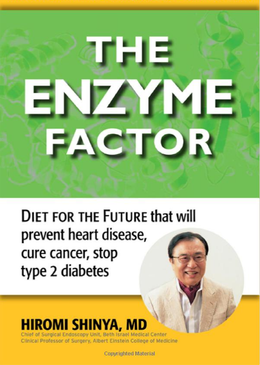 THE
ENZYME
FACTOR
DIET FOR THE FUTURE that will
prevent heart disease,
cure cancer, stop
type 2 diabetes
HIROMI SHINYA, MD
Chief of Surgical Endoscopy Unit, Beth Israel Medical Center
Clinical Professor of Surgery, Albert Einstein College of Medicine
Copyrighted Material